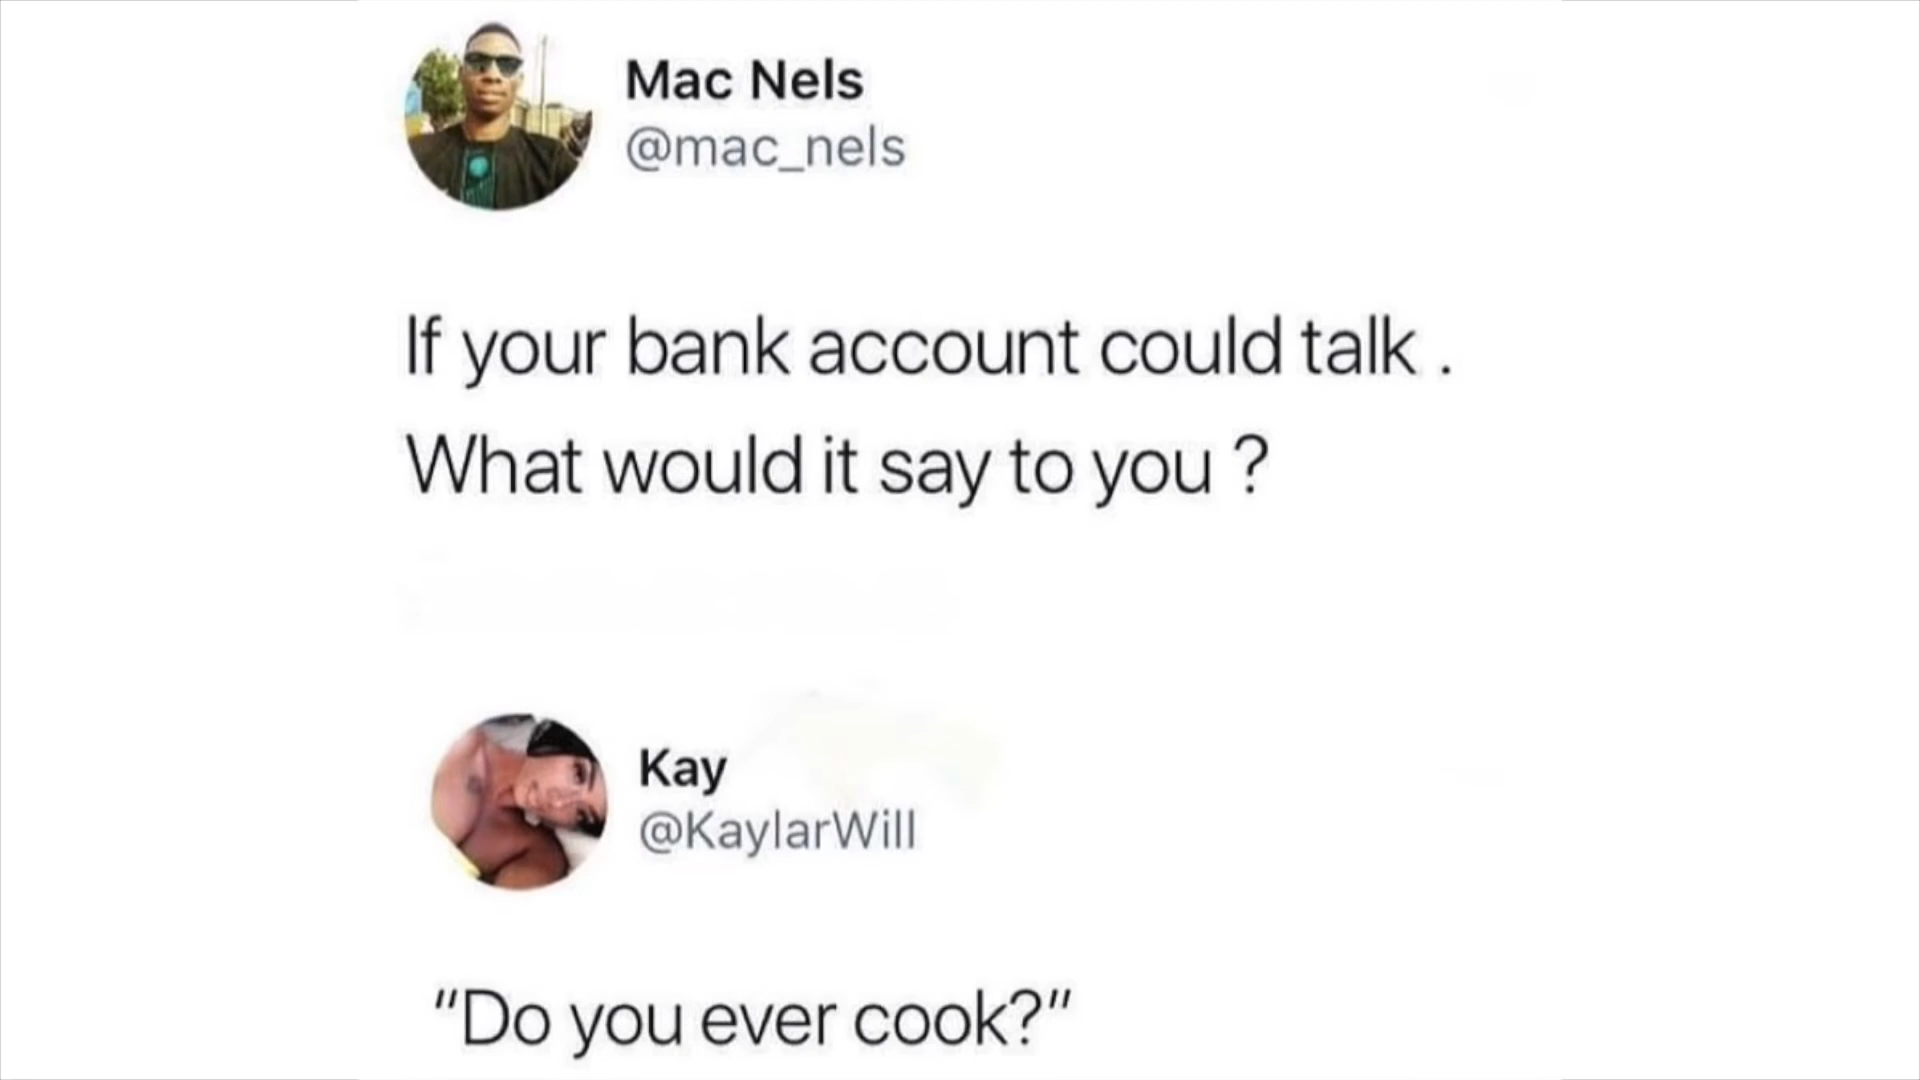 Mac Nels
@mac_nels
If your bank account could talk .
What would it say to you ?
Kay
@KaylarWill
"Do you ever cook?"